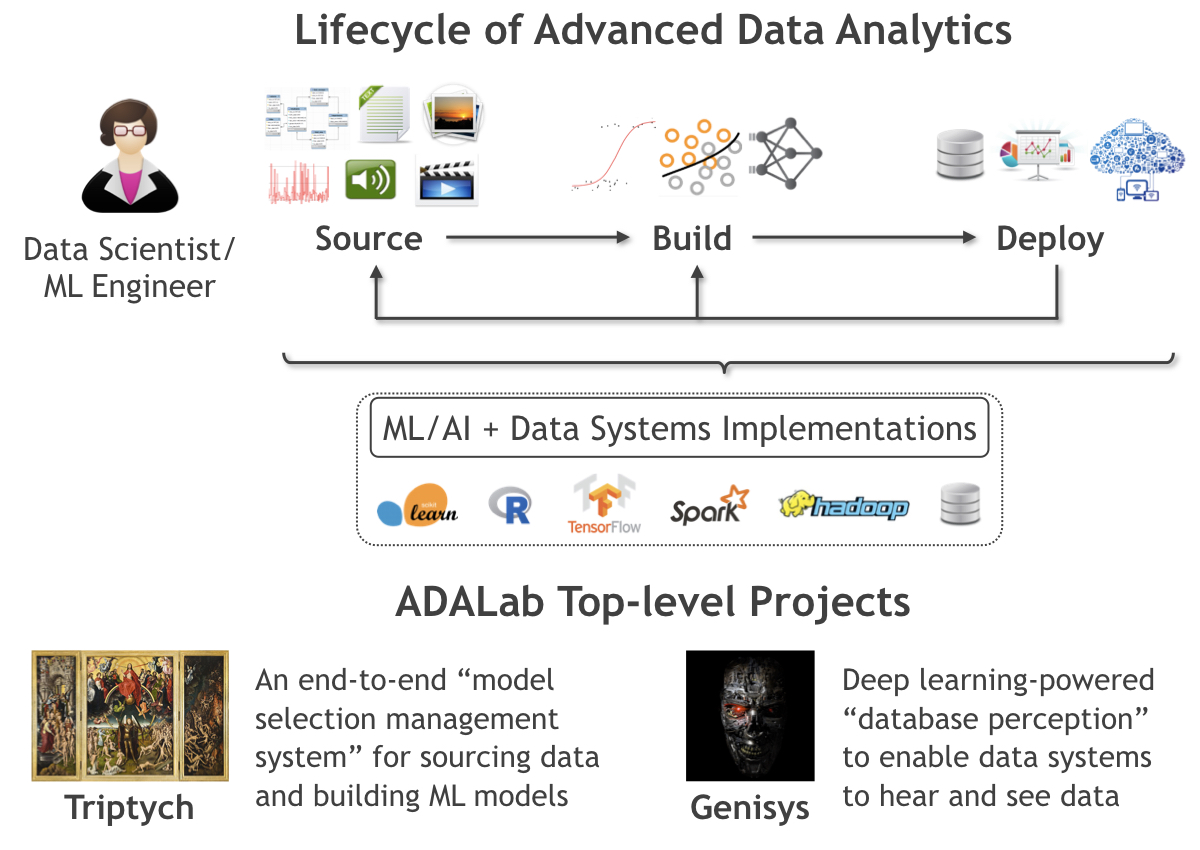 Lifecycle of Advanced Data Analytics
TEXT
Data Scientist/
ML Engineer
Source
Build
Deploy
ML/AI + Data Systems Implementations
scikit
learn
R
TensorFlow
Spark
hadoop
ADALab Top-level Projects
An end-to-end “model
selection management
system” for sourcing data
and building ML models
Triptych
Deep learning-powered
“database perception”
to enable data systems
to hear and see data
Genisys